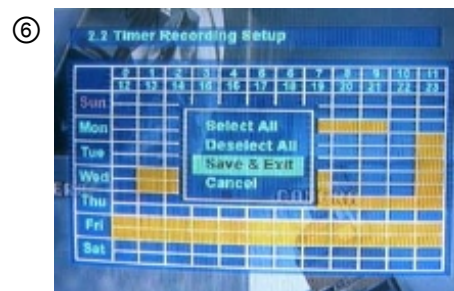 ⑥
2.2 Timer Recording Setup
0 1 2 3 4 5 6 7 8 9 10 11
12 13 14 15 16 17 18 19 20 21 22 23
Sun
Mon
Tue
Wed
Thu
Fri
Sat
Select All
Deselect All
Save & Exit
Cancel